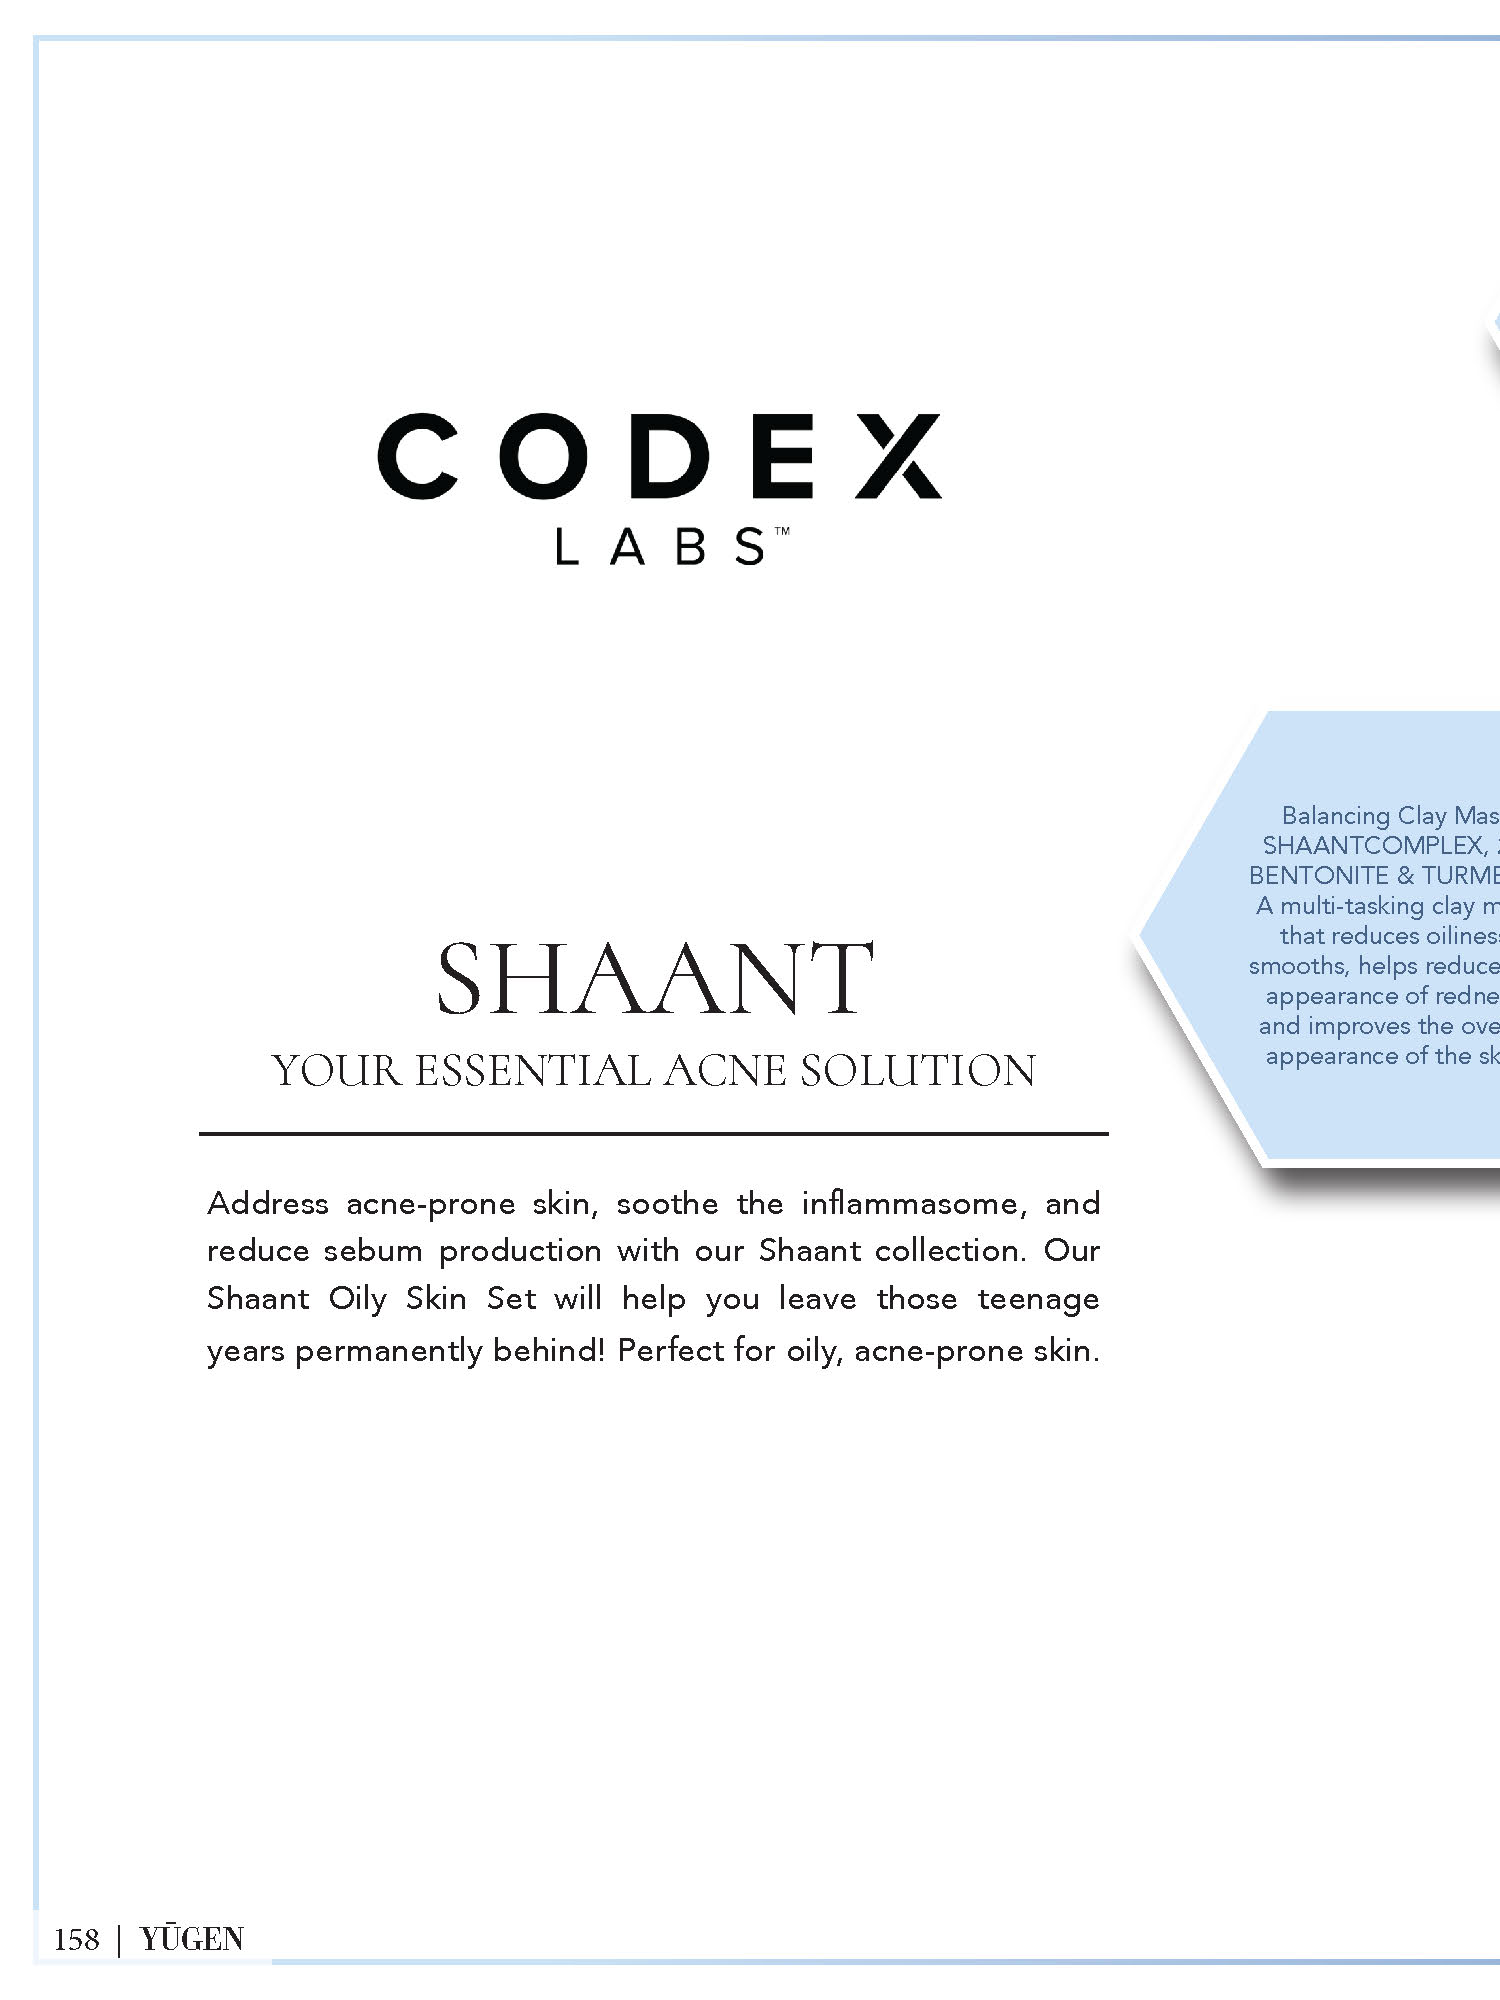 CODEX
LABS™
SHAANT
YOUR ESSENTIAL ACNE SOLUTION
Address acne-prone skin, soothe the inflammasome, and
reduce sebum production with our Shaant collection. Our
Shaant Oily Skin Set will help you leave those teenage
years permanently behind! Perfect for oily, acne-prone skin.
Balancing Clay
SHAANTCOMPLEX,
BENTONITE &
A multi-tasking clay
that reduces
smooths, helps
appearance of
and improves the
appearance of the
158 | YŪGEN